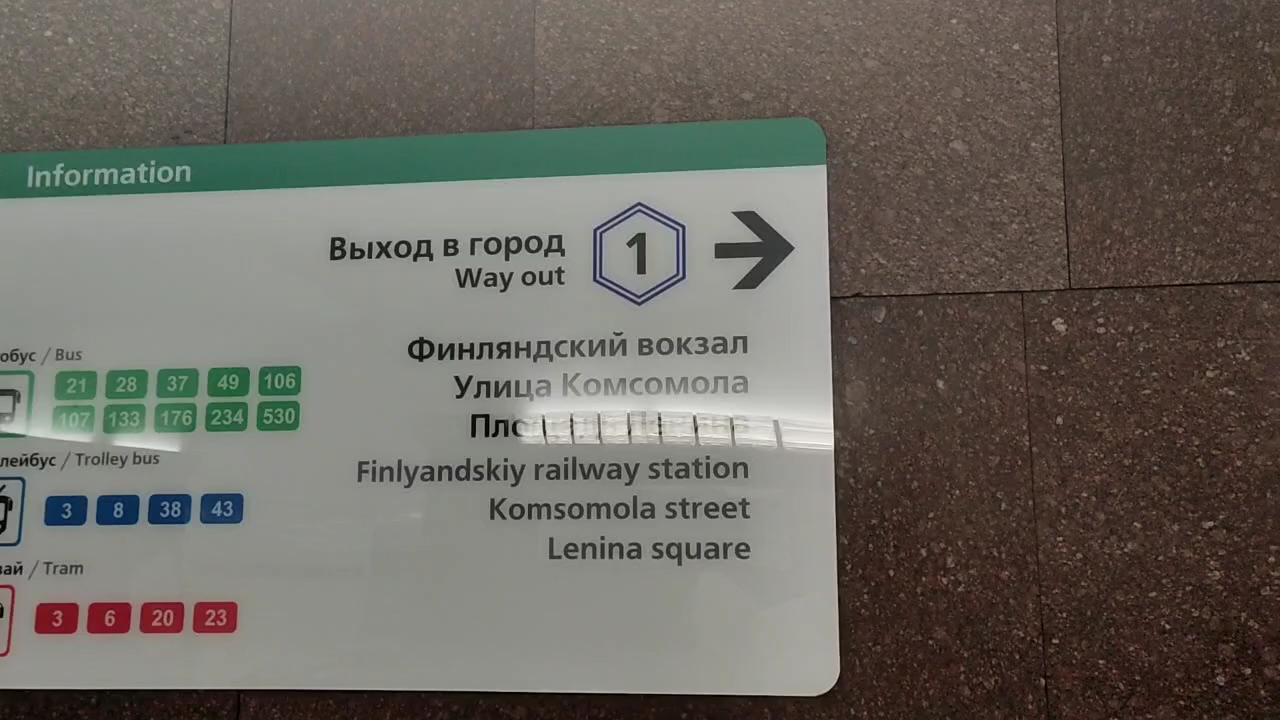 Information
Выход в город
Way out
1
Финляндский вокзал
Улица Комсомола
Finlyandskiy railway station
Komsomola street
Lenina square
/ Bus
21 28 37 49 106
107 133 176 234 530
/ Trolley bus
3 8 38 43
/ Tram
3 6 20 23